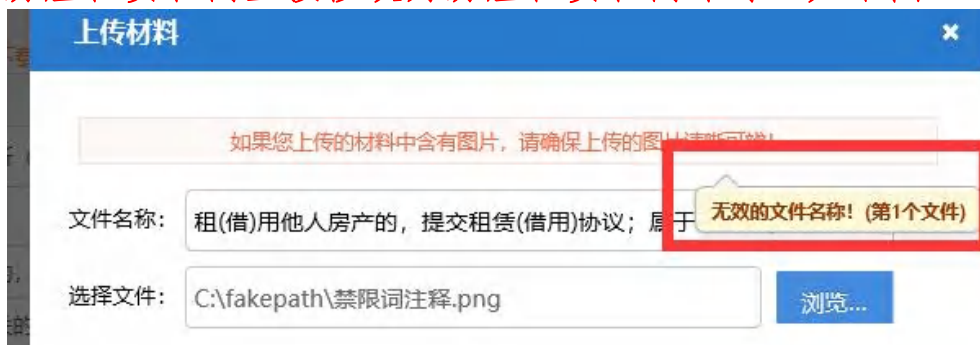 上传材料
如果您上传的材料中含有图片，请确保上传的图片清晰可辨！
无效的文件名称！(第1个文件)
文件名称：
租(借)用他人房产的，提交租赁(借用)协议；属于
选择文件：
C:\fakepath\禁限词注释.png
浏览...